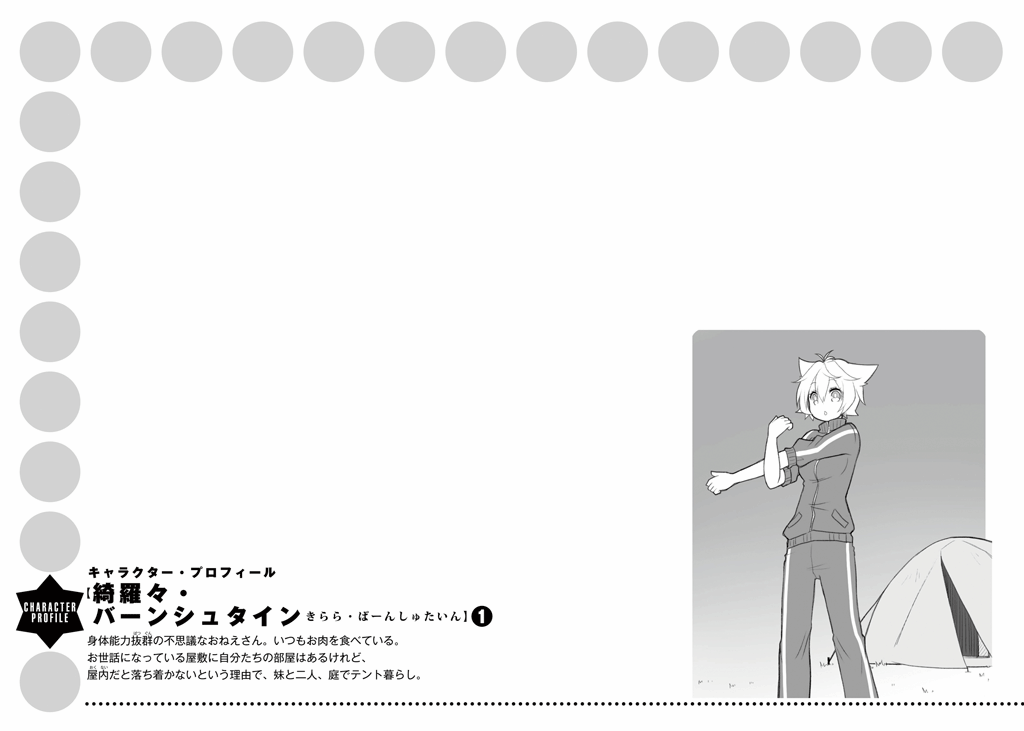 キャラクター・プロフィール
【綺羅々・
バーンシュタイン きらら・ばーんしゅたいん】❶
CHARACTER
PROFILE
身体能力抜群の不思議なおねえさん。いつもお肉を食べている。
お世話になっている屋敷に自分たちの部屋はあるけれど、
屋内だと落ち着かないという理由で、妹と二人、庭でテント暮らし。